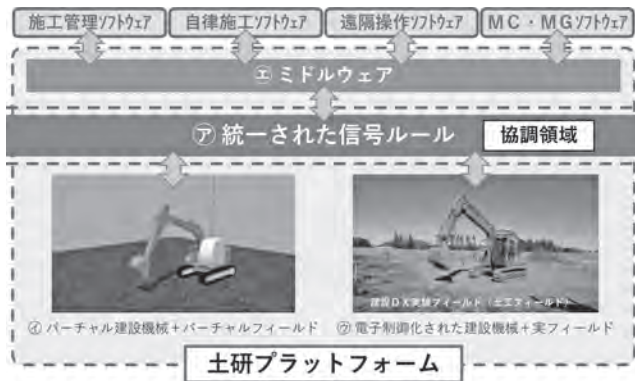 施工管理ソフトウェア 自律施工ソフトウェア 遠隔操作ソフトウェア MC・MGソフトウェア
㋓ ミドルウェア
㋐ 統一された信号ルール 協調領域
建設DX実験フィールド(土工フィールド)
㋑ バーチャル建設機械+バーチャルフィールド ㋒ 電子制御化された建設機械+実フィールド
土研プラットフォーム